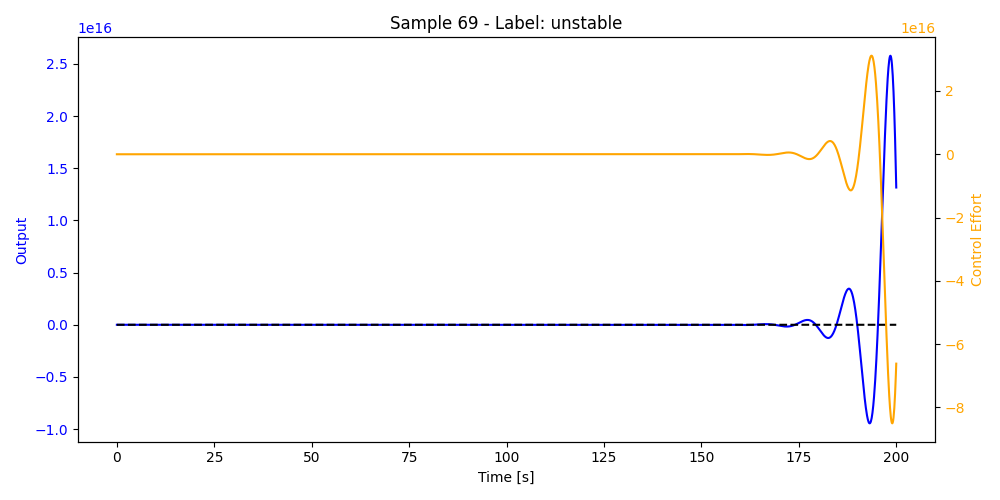 Sample 69 - Label: unstable
1e16
1e16
2.5
2.0
1.5
1.0
0.5
0.0
−0.5
−1.0
Output
2
0
−2
−4
−6
−8
Control Effort
0 25 50 75 100 125 150 175 200
Time [s]